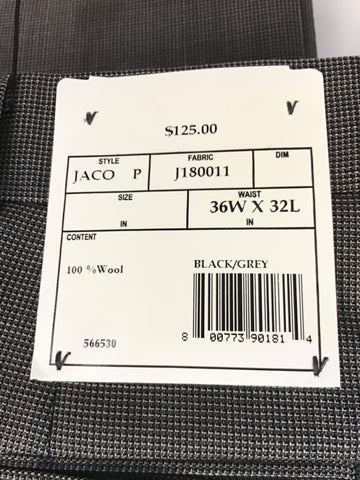 $125.00
STYLE FABRIC DIM
JACO P J180011
SIZE WAIST
36W X 32L
IN IN
CONTENT
100 %Wool BLACK/GREY
566530 8 00773 90181 4